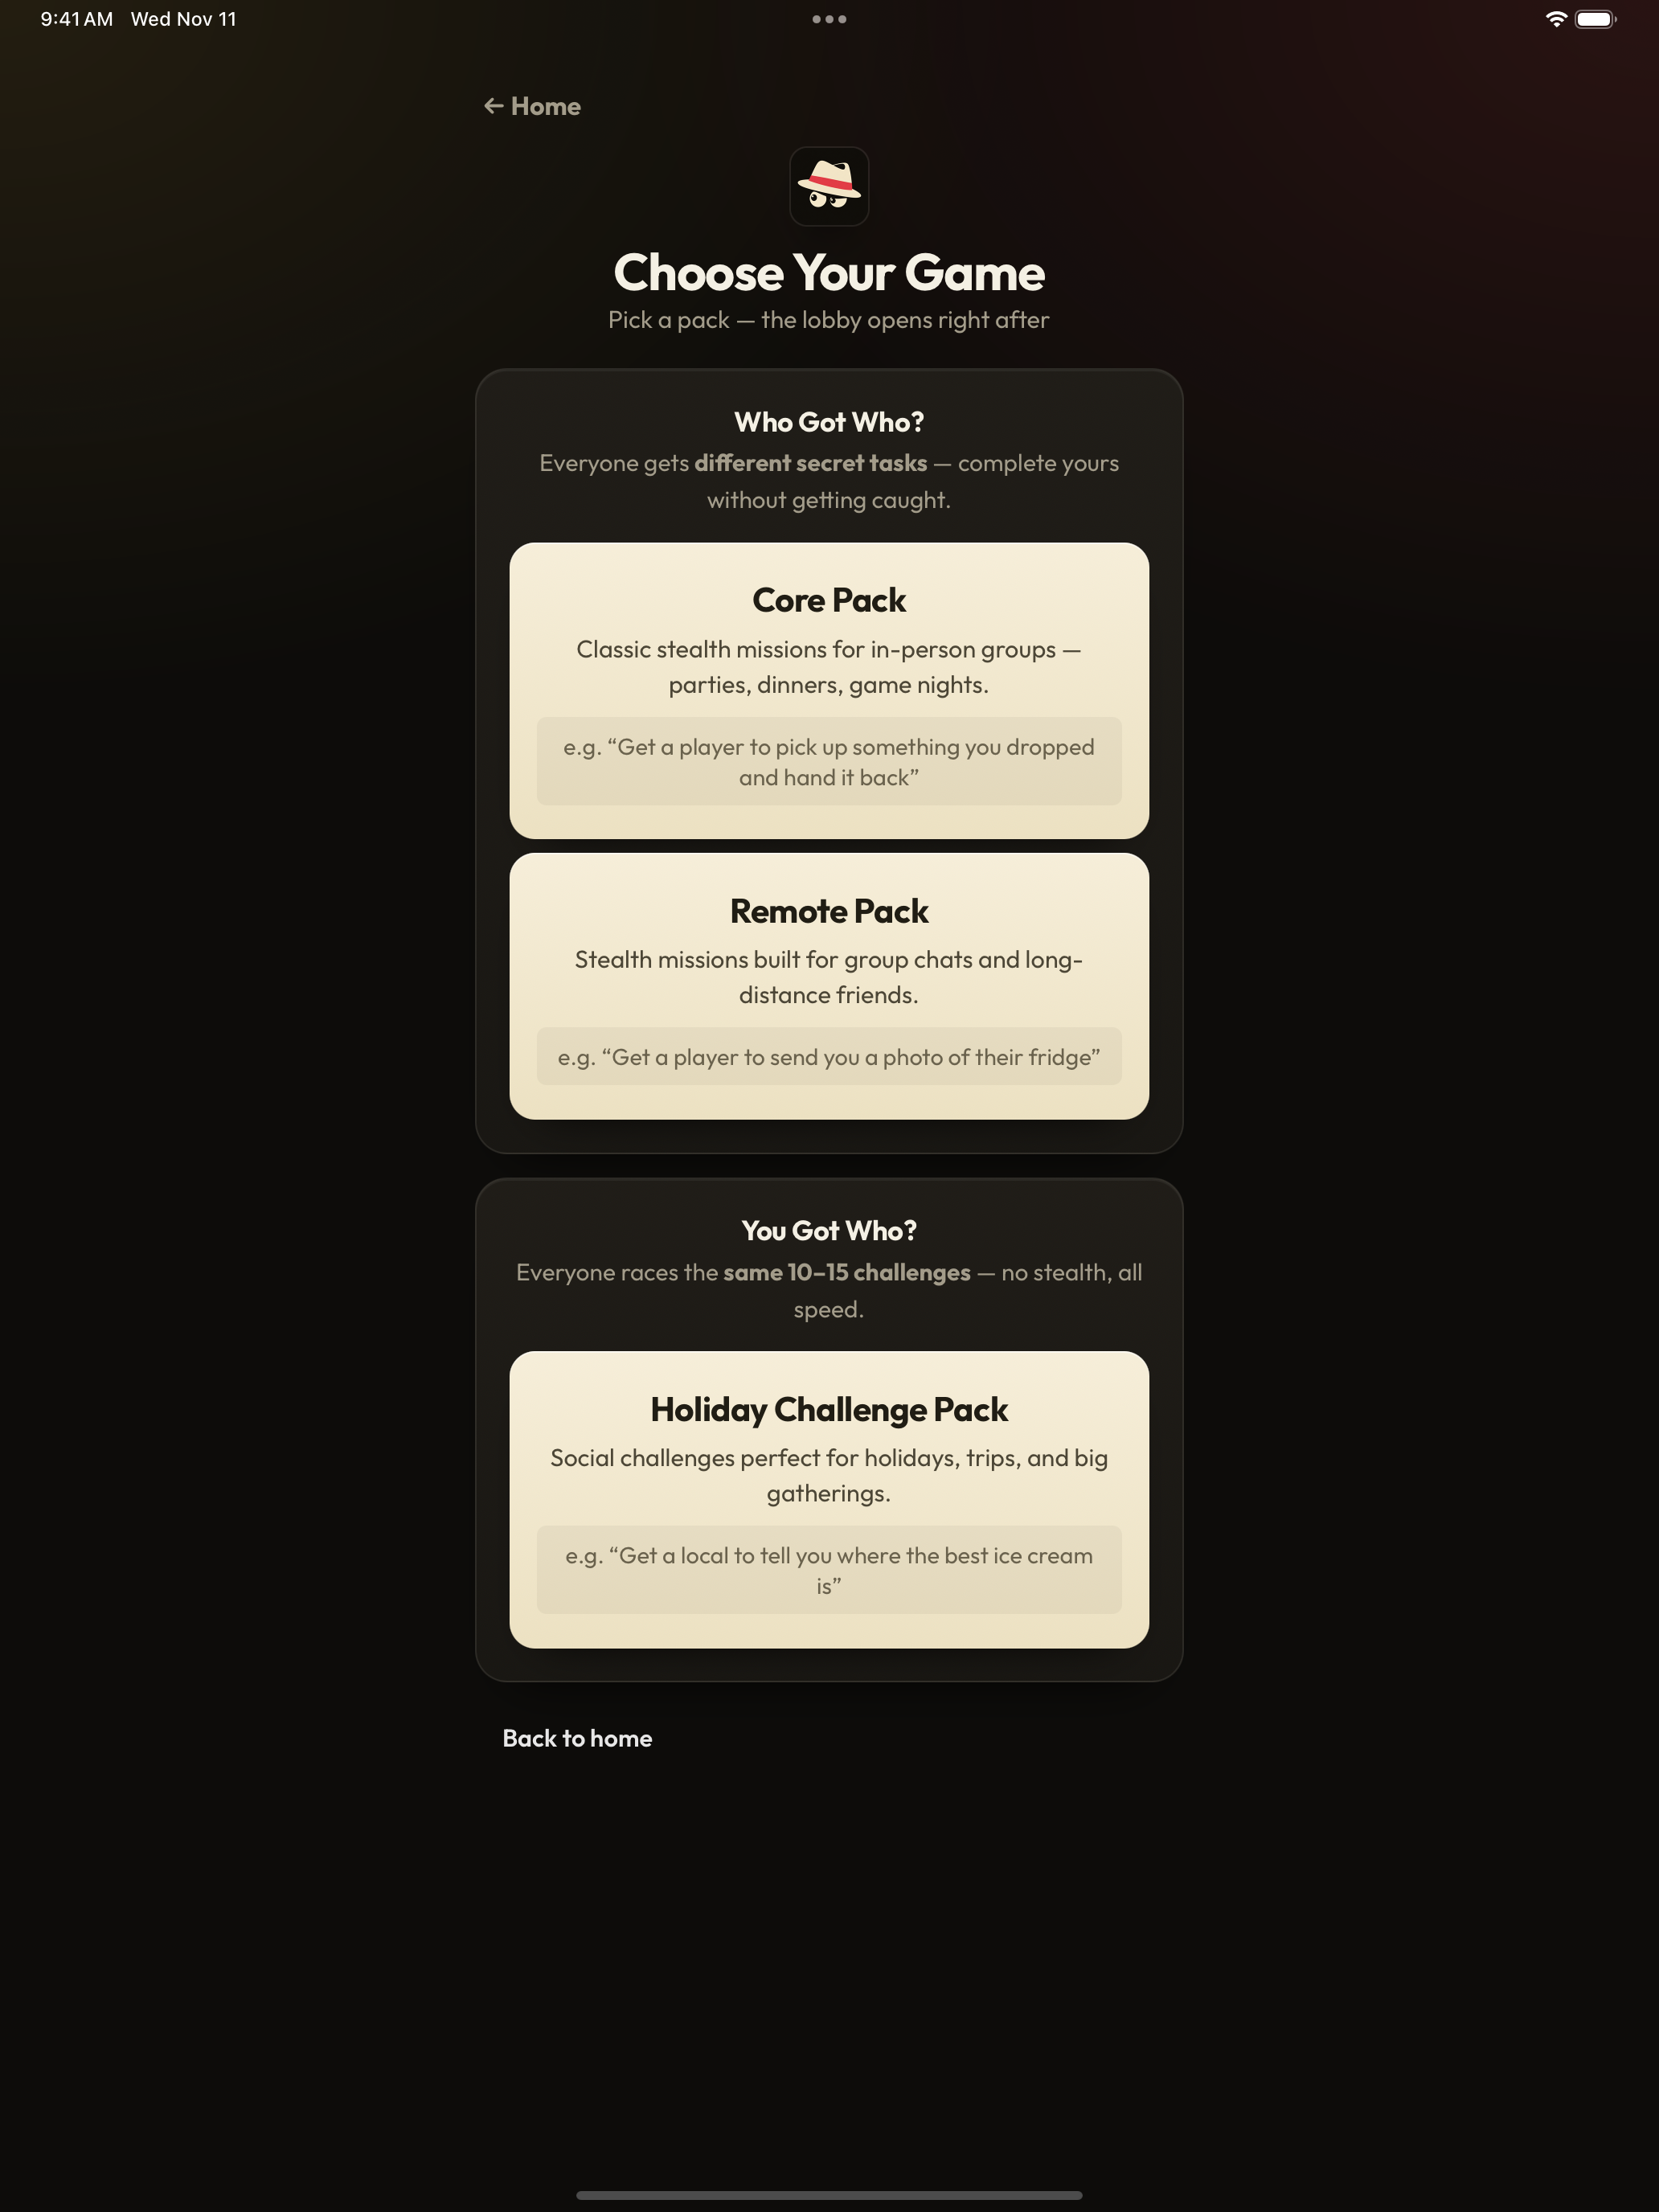 9:41 AM Wed Nov 11
← Home
Choose Your Game
Pick a pack — the lobby opens right after
Who Got Who?
Everyone gets different secret tasks — complete yours
without getting caught.
Core Pack
Classic stealth missions for in-person groups —
parties, dinners, game nights.
e.g. “Get a player to pick up something you dropped
and hand it back”
Remote Pack
Stealth missions built for group chats and long-
distance friends.
e.g. “Get a player to send you a photo of their fridge”
You Got Who?
Everyone races the same 10–15 challenges — no stealth, all
speed.
Holiday Challenge Pack
Social challenges perfect for holidays, trips, and big
gatherings.
e.g. “Get a local to tell you where the best ice cream
is”
Back to home